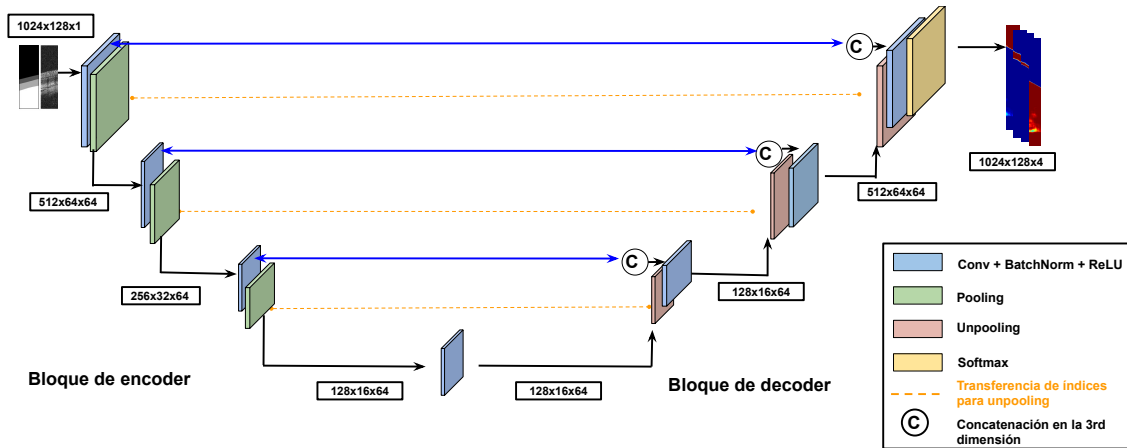 1024x128x1
C
1024x128x4
C
512x64x64
512x64x64
C
256x32x64
128x16x64
128x16x64
128x16x64
Bloque de encoder
Bloque de decoder
Conv + BatchNorm + ReLU
Pooling
Unpooling
Softmax
Transferencia de índices
para unpooling
C
Concatenación en la 3rd
dimensión